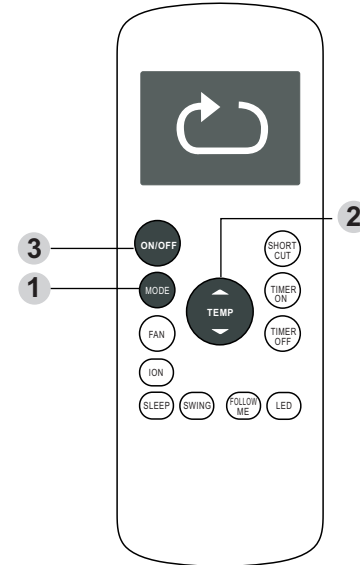 2
3
ON/OFF
SHORT
CUT
1
MODE
TEMP
TIMER
ON
FAN
TIMER
OFF
ION
SLEEP
SWING
FOLLOW
ME
LED